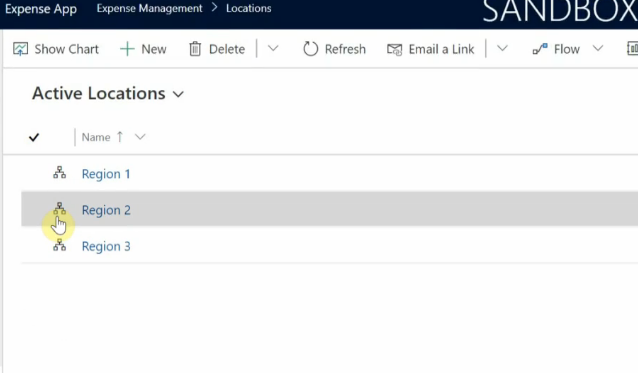 Expense App Expense Management > Locations
SANDBOX
Show Chart + New Delete Refresh Email a Link Flow
Active Locations
Name ↑
Region 1
Region 2
Region 3